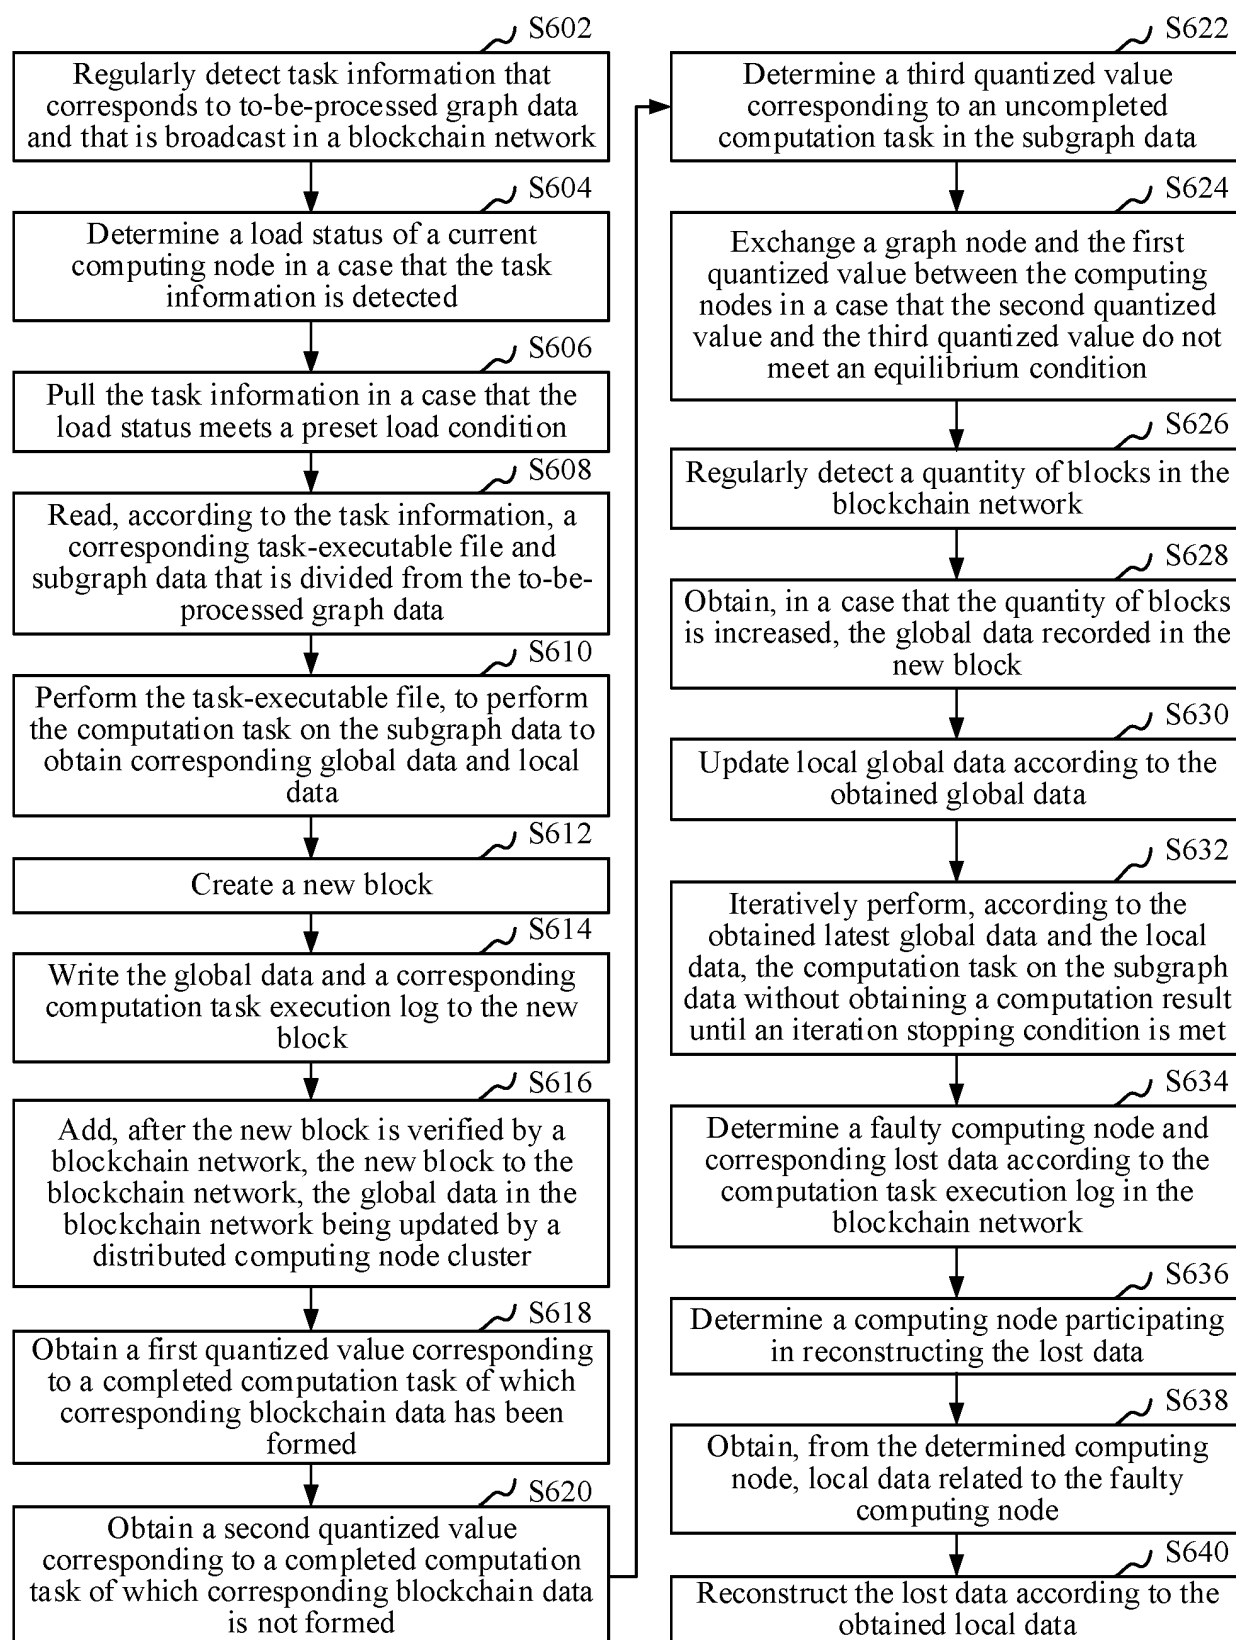 S602
Regularly detect task information that
corresponds to to-be-processed graph data
and that is broadcast in a blockchain network
S604
Determine a load status of a current
computing node in a case that the task
information is detected
S606
Pull the task information in a case that the
load status meets a preset load condition
S608
Read, according to the task information, a
corresponding task-executable file and
subgraph data that is divided from the to-be-
processed graph data
S610
Perform the task-executable file, to perform
the computation task on the subgraph data to
obtain corresponding global data and local
data
S612
Create a new block
S614
Write the global data and a corresponding
computation task execution log to the new
block
S616
Add, after the new block is verified by a
blockchain network, the new block to the
blockchain network, the global data in the
blockchain network being updated by a
distributed computing node cluster
S618
Obtain a first quantized value corresponding
to a completed computation task of which
corresponding blockchain data has been
formed
S620
Obtain a second quantized value
corresponding to a completed computation
task of which corresponding blockchain data
is not formed
S622
Determine a third quantized value
corresponding to an uncompleted
computation task in the subgraph data
S624
Exchange a graph node and the first
quantized value between the computing
nodes in a case that the second quantized
value and the third quantized value do not
meet an equilibrium condition
S626
Regularly detect a quantity of blocks in the
blockchain network
S628
Obtain, in a case that the quantity of blocks
is increased, the global data recorded in the
new block
S630
Update local global data according to the
obtained global data
S632
Iteratively perform, according to the
obtained latest global data and the local
data, the computation task on the subgraph
data without obtaining a computation result
until an iteration stopping condition is met
S634
Determine a faulty computing node and
corresponding lost data according to the
computation task execution log in the
blockchain network
S636
Determine a computing node participating
in reconstructing the lost data
S638
Obtain, from the determined computing
node, local data related to the faulty
computing node
S640
Reconstruct the lost data according to the
obtained local data